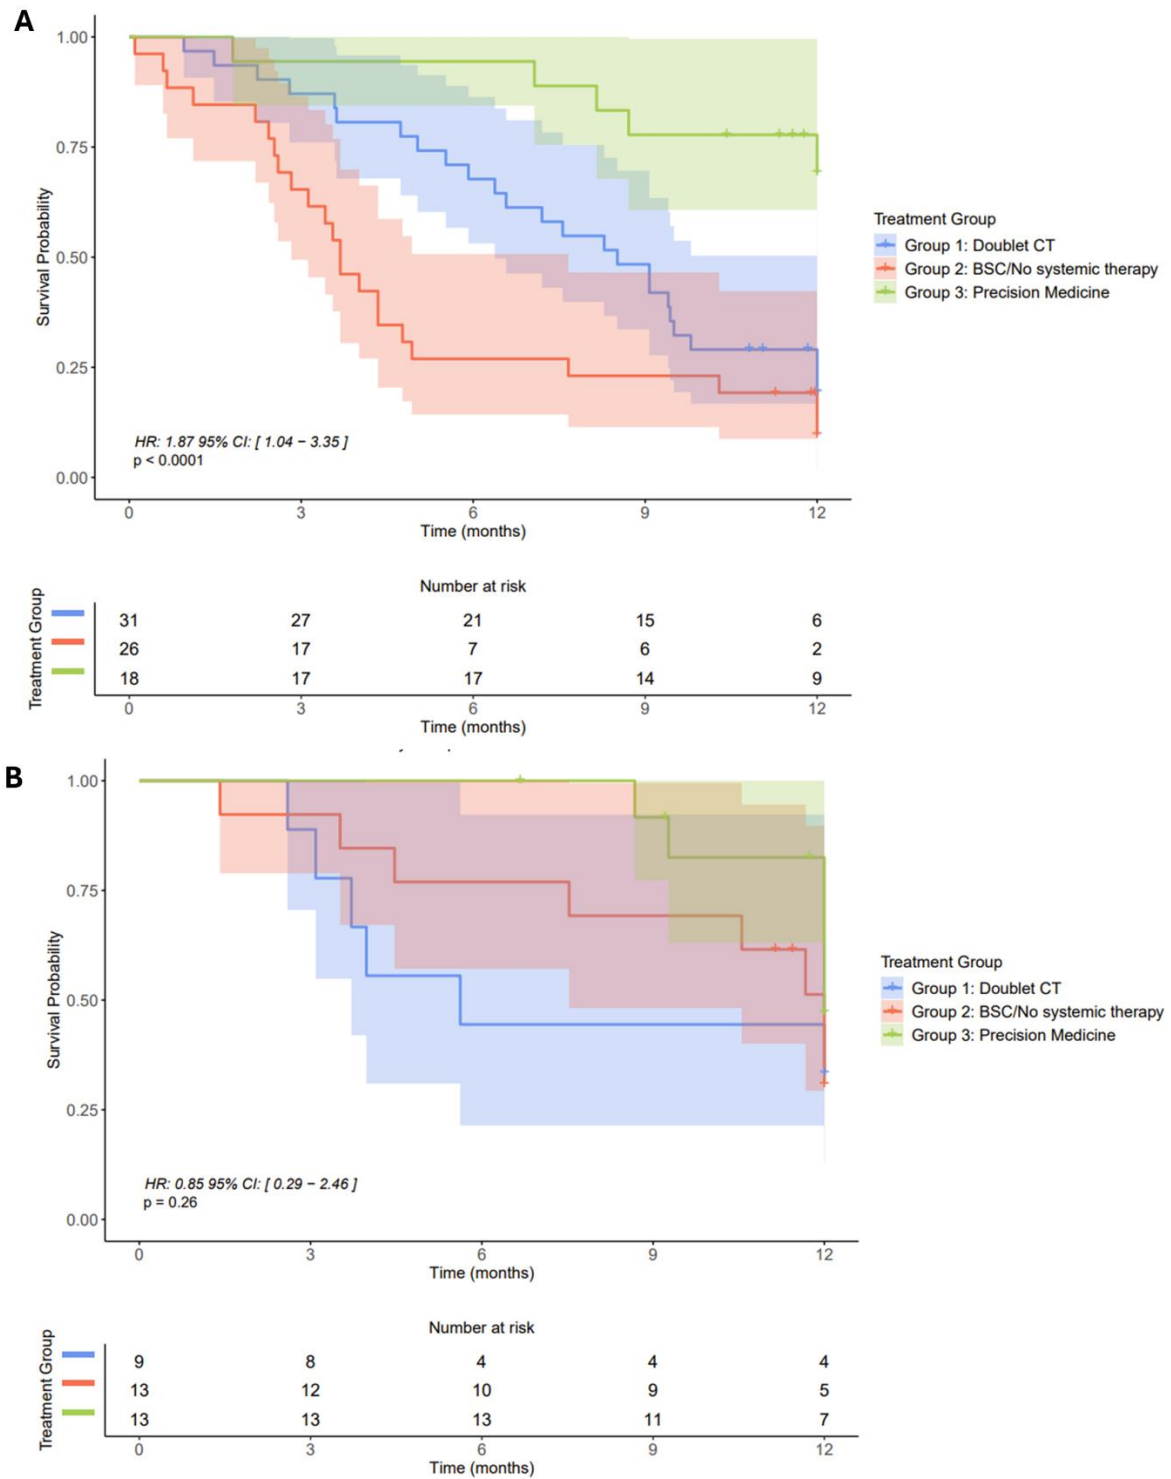 A
1.00
0.75
0.50
0.25
0.00
Survival Probability
HR: 1.87 95% CI: [ 1.04 − 3.35 ]
p < 0.0001
0 3 6 9 12
Time (months)
Treatment Group
Group 1: Doublet CT
Group 2: BSC/No systemic therapy
Group 3: Precision Medicine
Number at risk
Treatment Group
31 27 21 15 6
26 17 7 6 2
18 17 17 14 9
0 3 6 9 12
Time (months)
B
1.00
0.75
0.50
0.25
0.00
Survival Probability
HR: 0.85 95% CI: [ 0.29 − 2.46 ]
p = 0.26
0 3 6 9 12
Time (months)
Treatment Group
Group 1: Doublet CT
Group 2: BSC/No systemic therapy
Group 3: Precision Medicine
Number at risk
Treatment Group
9 8 4 4 4
13 12 10 9 5
13 13 13 11 7
0 3 6 9 12
Time (months)